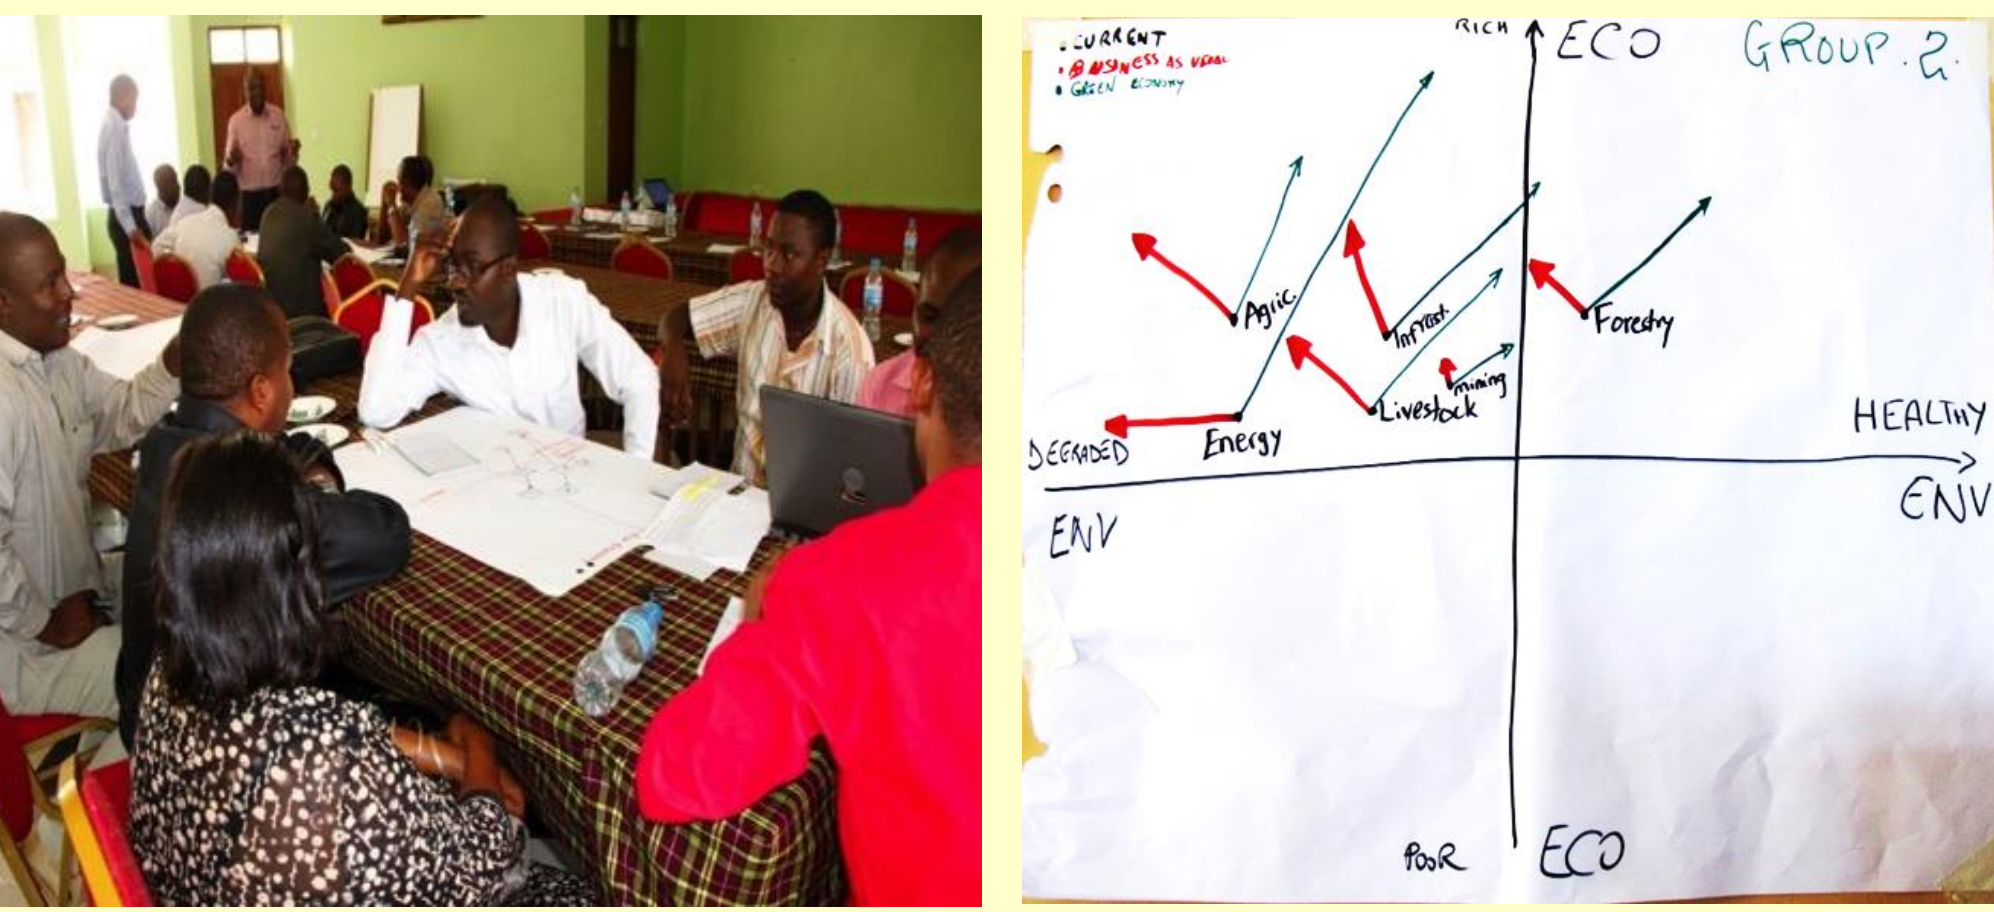 CURRENT
BUSINESS AS USUAL
GREEN ECONOMY
RICH
ECO
GROUP. 2.
Agric.
Infrast.
Forestry
mining
Livestock
Energy
DEGRADED
HEALTHY
ENV
ENV
POOR
ECO